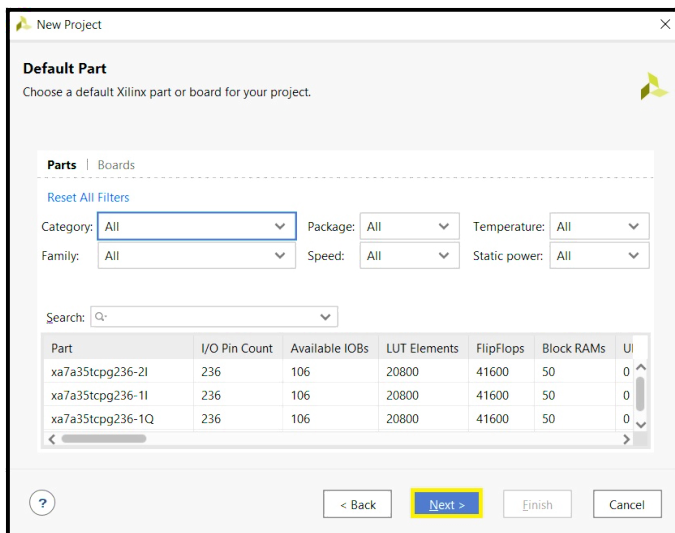 New Project
Default Part
Choose a default Xilinx part or board for your project.
Parts | Boards
Reset All Filters
Category: All Package: All Temperature: All
Family: All Speed: All Static power: All
Search: Q-
Part I/O Pin Count Available IOBs LUT Elements FlipFlops Block RAMs
xa7a35tcpg236-2I 236 106 20800 41600 50 0
xa7a35tcpg236-1I 236 106 20800 41600 50 0
xa7a35tcpg236-1Q 236 106 20800 41600 50 0
? < Back Next > Finish Cancel